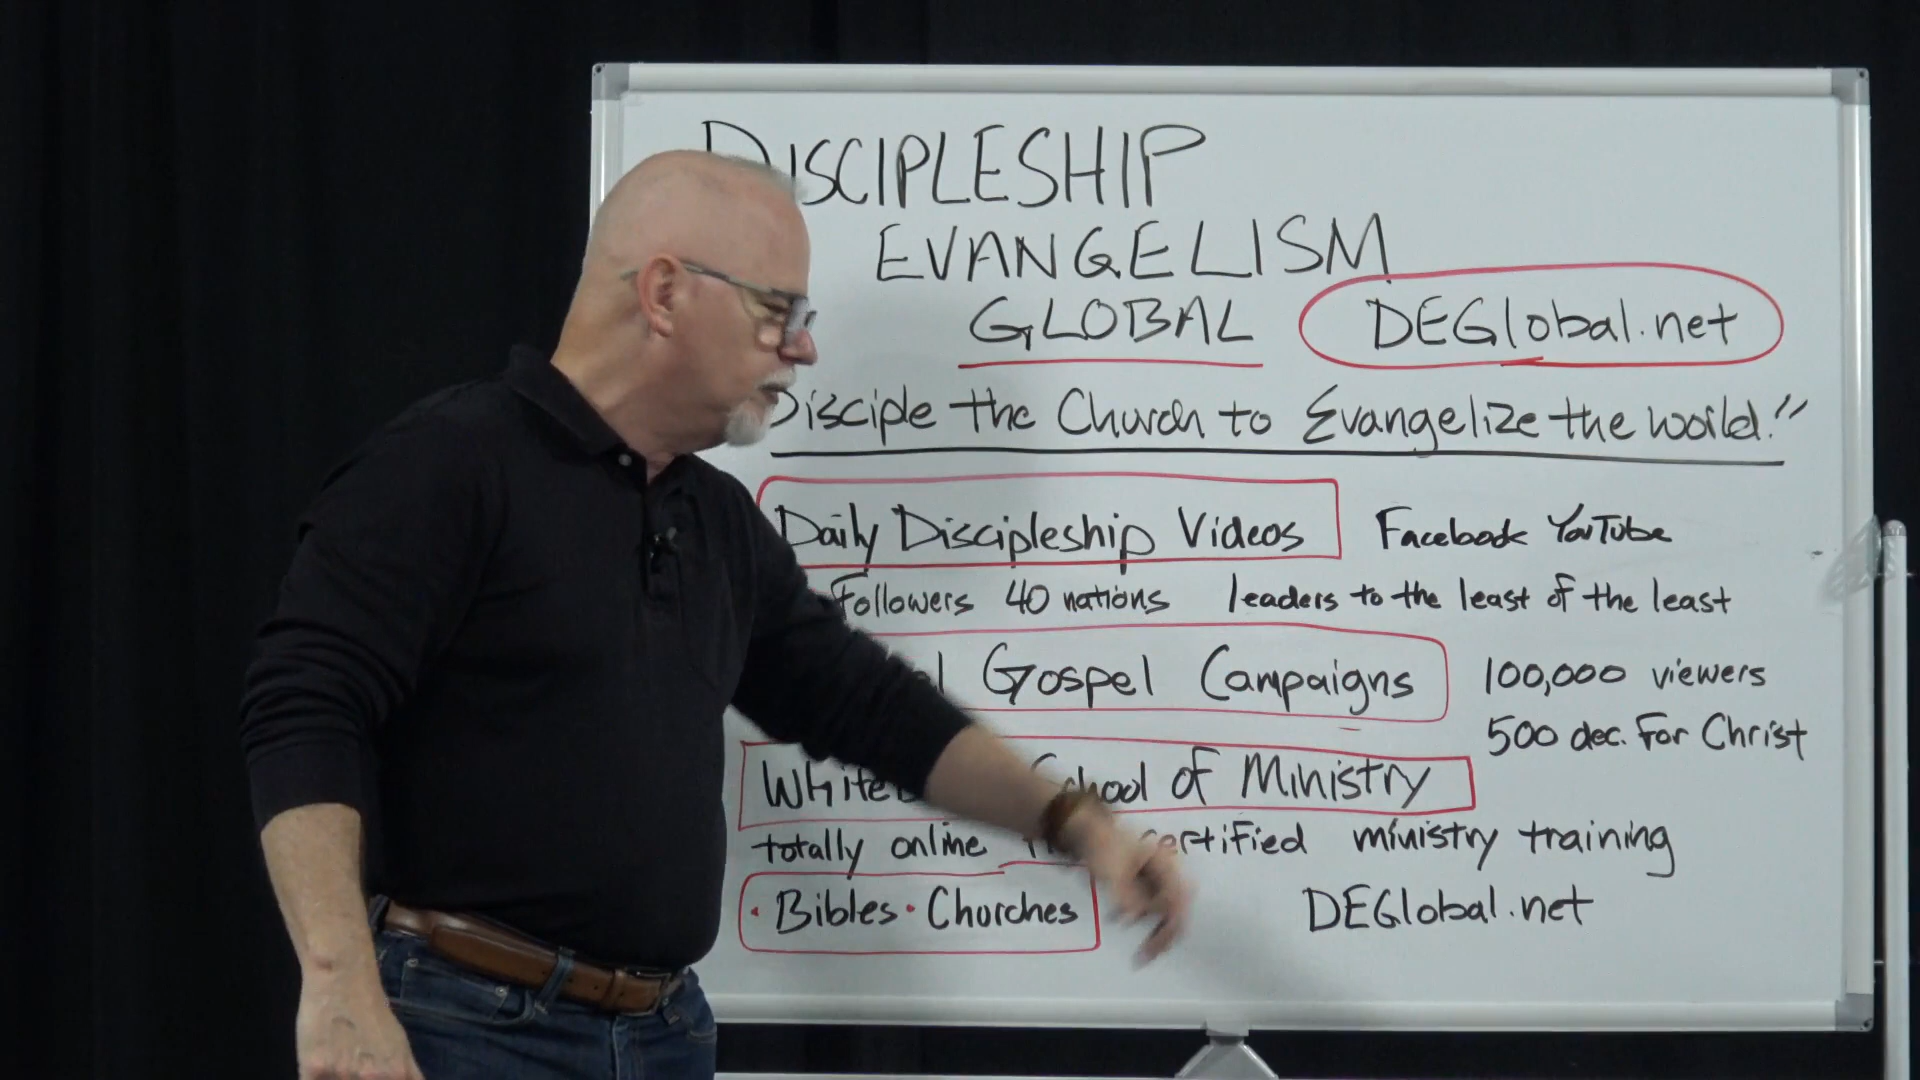 DISCIPLESHIP
EVANGELISM
GLOBAL DEGlobal.net
Disciple the Church to Evangelize the world!"
Daily Discipleship Videos Facebook YouTube
Followers 40 nations leaders to the least of the least
Gospel Campaigns 100,000 viewers
500 dec. For Christ
School of Ministry
totally online certified ministry training
• Bibles • Churches DEGlobal.net